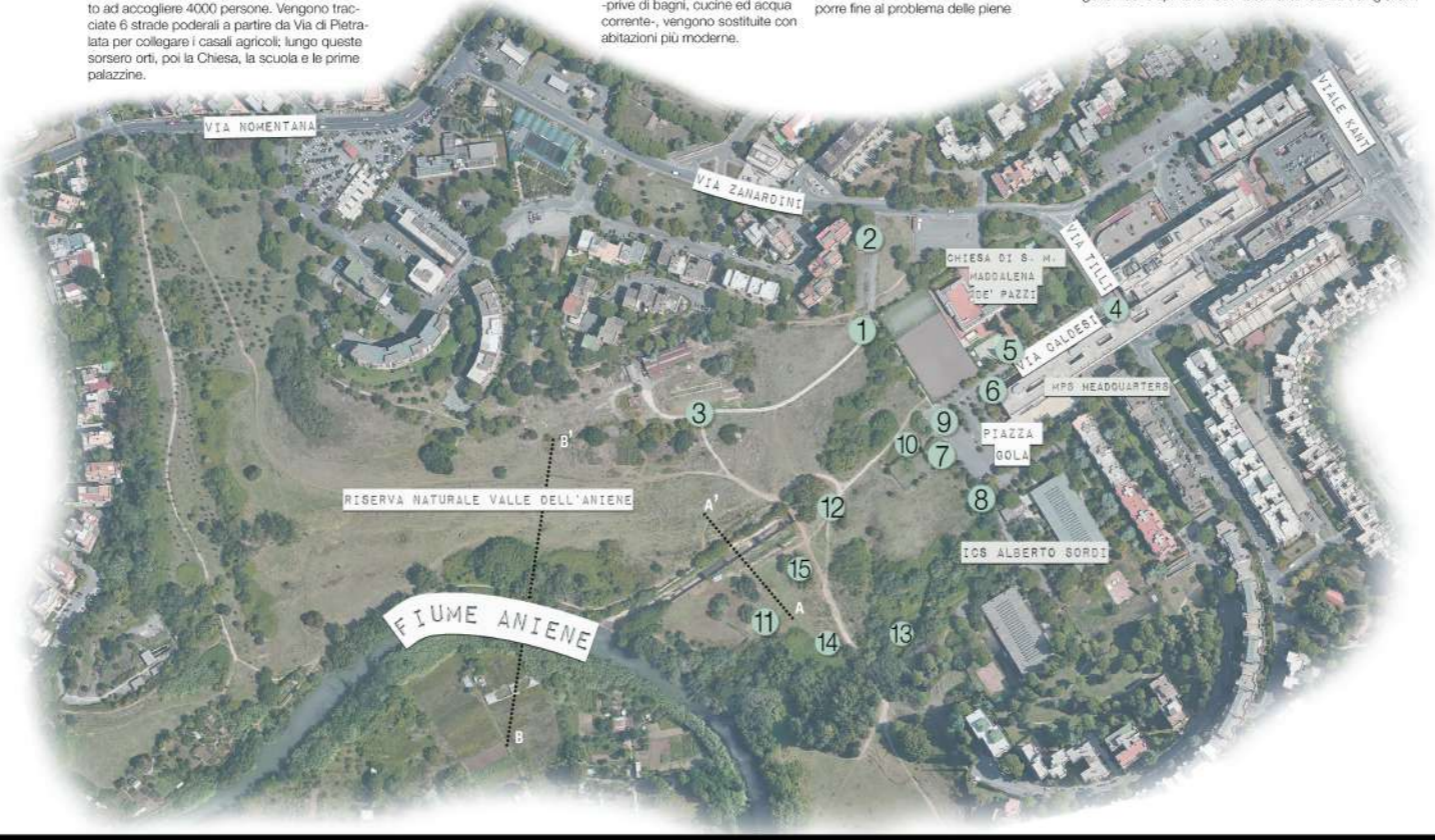 to ad accogliere 4000 persone. Vengono trac-
ciate 6 strade poderali a partire da Via di Pietra-
lata per collegare i casali agricoli; lungo queste
sorsero orti, poi la Chiesa, la scuola e le prime
palazzine.
-prive di bagni, cucine ed acqua
corrente-, vengono sostituite con
abitazioni più moderne.
porre fine al problema delle piene
VIA NOMENTANA
VIALE KANT
VIA ZANARDINI
2
VIA TILLI
CHIESA DI S. M.
MADDALENA
DE' PAZZI
1
4
VIA CALDESI
5
6
MPS HEADQUARTERS
3
9
PIAZZA
GOLA
10
7
B'
RISERVA NATURALE VALLE DELL'ANIENE
A'
8
12
ICS ALBERTO SORDI
15
A
FIUME ANIENE
11
14
13
B